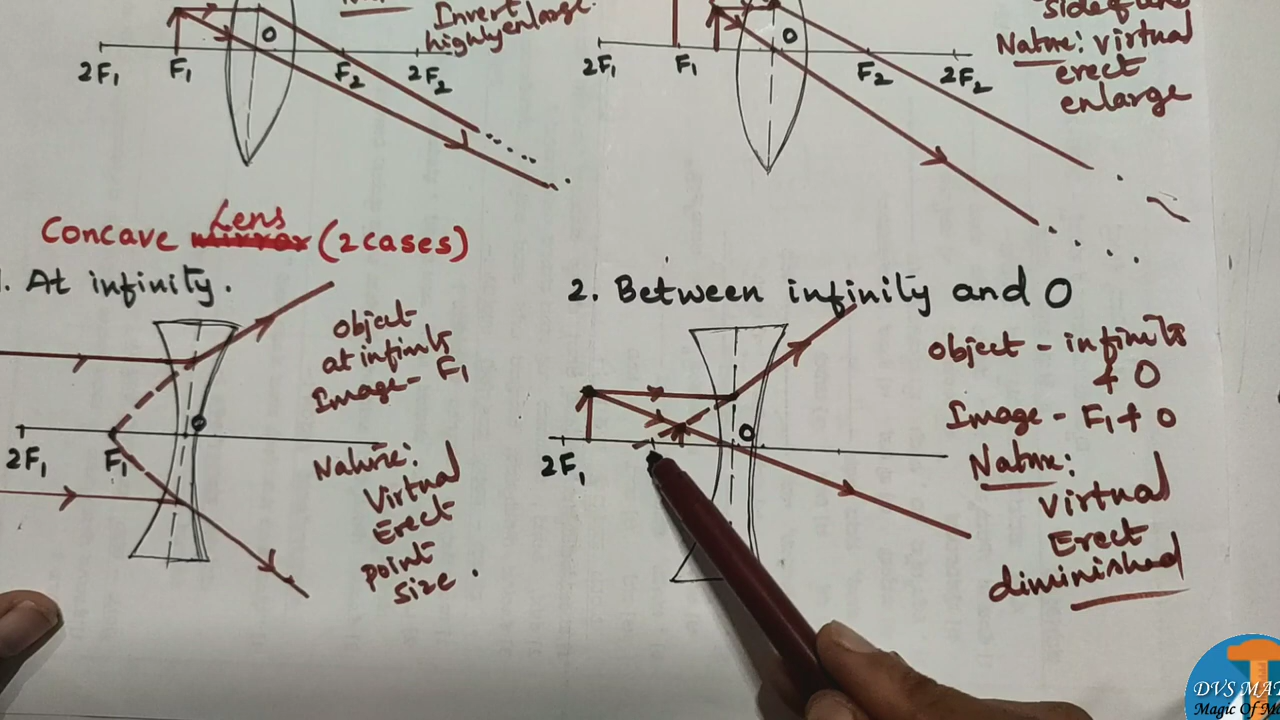 Invert
highly enlarge.
O
2F₁ F₁ F₂ 2F₂
O
2F₁ F₁ F₂ 2F₂
Nature: virtual
erect
enlarge
Concave Lens (2 cases)
1. At infinity.
object
at infinity
Image - F₁
Nature:
Virtual
Erect
point
size.
O
2F₁ F₁
2. Between infinity and O
object - infinity
+ O
Image - F₁ + O
Nature:
Virtual
Erect
diminished
O
2F₁
DVS MA
Magic Of M